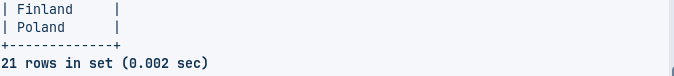 | Finland     |
| Poland      |
+-------------+
21 rows in set (0.002 sec)